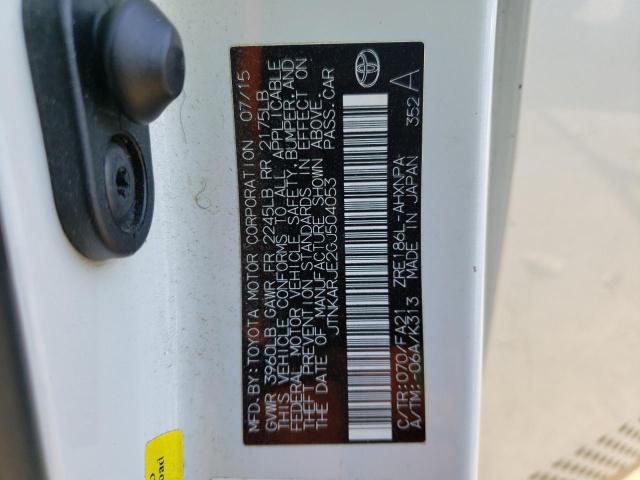 MFD.BY:TOYOTA MOTOR CORPORATION 07/15
GVWR 3960LB GAWR FR 2245LB RR 2175LB
THIS VEHICLE CONFORMS TO ALL APPLICABLE
FEDERAL MOTOR VEHICLE SAFETY, BUMPER, AND
THEFT PREVENTION STANDARDS IN EFFECT ON
THE DATE OF MANUFACTURE SHOWN ABOVE.
JTNKARJE2GJ504053 PASS.CAR
C/TR:070/FA21 ZRE186L-AHXNPA
A/TM:-06A/K313 MADE IN JAPAN 352 A
oad